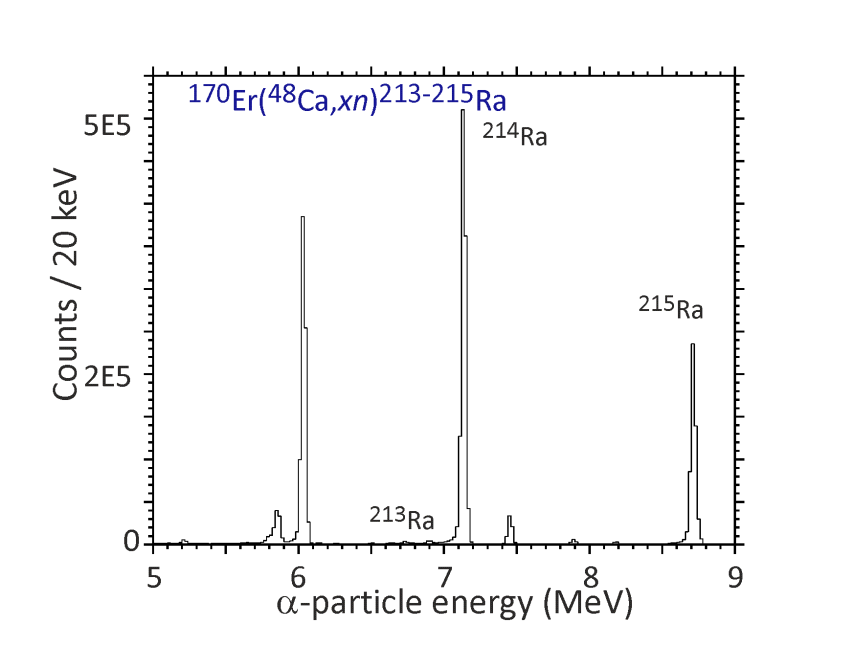 ¹⁷⁰Er(⁴⁸Ca,xn)²¹³⁻²¹⁵Ra
5E5
²¹⁴Ra
Counts / 20 keV
²¹⁵Ra
2E5
²¹³Ra
0
5 6 7 8 9
α-particle energy (MeV)